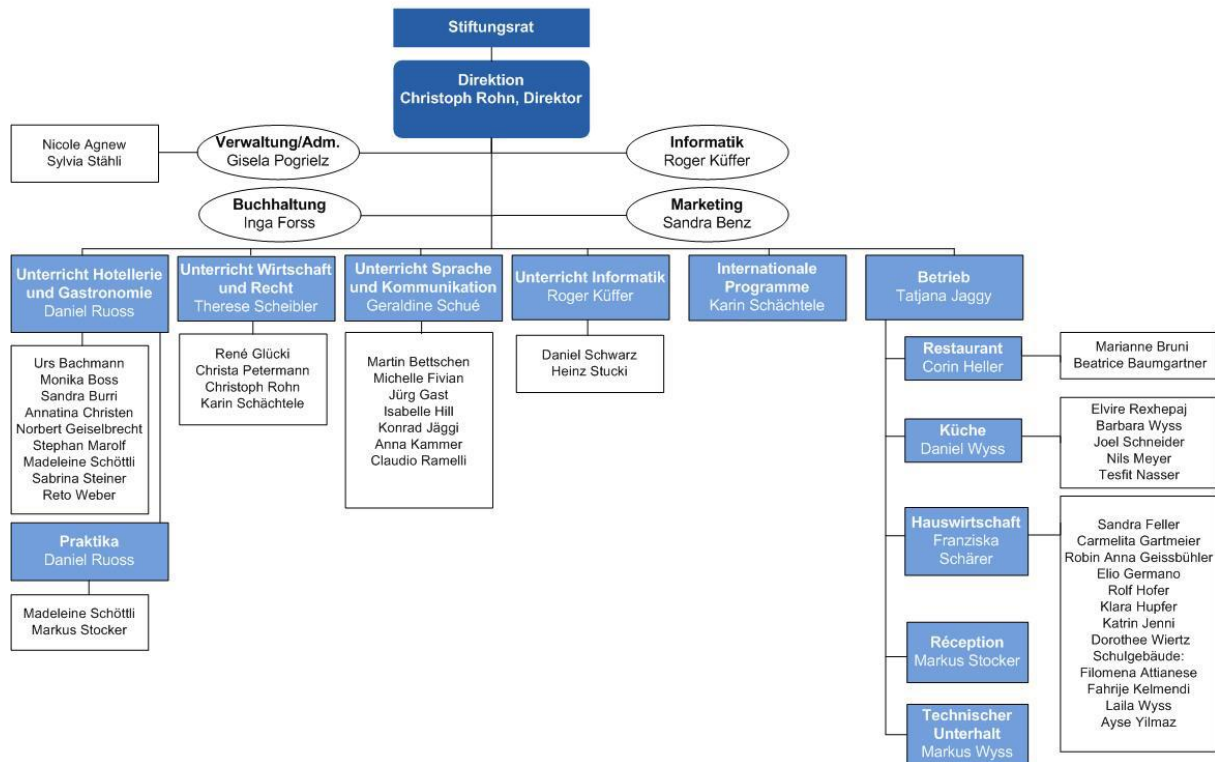 Stiftungsrat
Direktion
Christoph Rohn, Direktor
Nicole Agnew
Sylvia Stähli
Verwaltung/Adm.
Gisela Pogrielz
Informatik
Roger Küffer
Buchhaltung
Inga Forss
Marketing
Sandra Benz
Unterricht Hotellerie
und Gastronomie
Daniel Ruoss
Urs Bachmann
Monika Boss
Sandra Burri
Annatina Christen
Norbert Geiselbrecht
Stephan Marolf
Madeleine Schöttli
Sabrina Steiner
Reto Weber
Praktika
Daniel Ruoss
Madeleine Schöttli
Markus Stocker
Unterricht Wirtschaft
und Recht
Therese Scheibler
René Glücki
Christa Petermann
Christoph Rohn
Karin Schächtele
Unterricht Sprache
und Kommunikation
Geraldine Schué
Martin Bettschen
Michelle Fivian
Jürg Gast
Isabelle Hill
Konrad Jäggi
Anna Kammer
Claudio Ramelli
Unterricht Informatik
Roger Küffer
Daniel Schwarz
Heinz Stucki
Internationale
Programme
Karin Schächtele
Betrieb
Tatjana Jaggy
Restaurant
Corin Heller
Marianne Bruni
Beatrice Baumgartner
Küche
Daniel Wyss
Elvire Rexhepaj
Barbara Wyss
Joel Schneider
Nils Meyer
Tesfit Nasser
Hauswirtschaft
Franziska
Schärer
Sandra Feller
Carmelita Gartmeier
Robin Anna Geissbühler
Elio Germano
Rolf Hofer
Klara Hupfer
Katrin Jenni
Dorothee Wiertz
Schulgebäude:
Filomena Attianese
Fahrije Kelmendi
Laila Wyss
Ayse Yilmaz
Réception
Markus Stocker
Technischer
Unterhalt
Markus Wyss